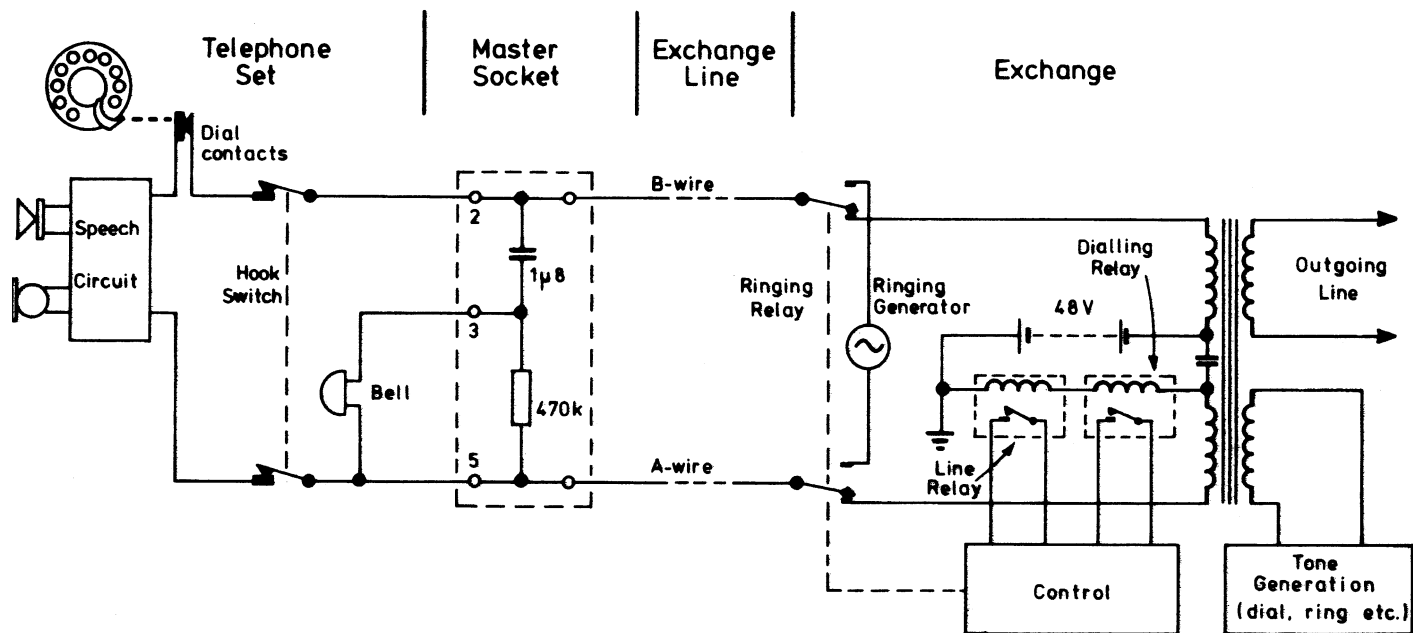 Telephone
Set
Master
Socket
Exchange
Line
Exchange
Dial
contacts
Speech
Circuit
Hook
Switch
Bell
2
1µ8
3
470k
5
B-wire
A-wire
Ringing
Relay
Ringing
Generator
48V
Dialling
Relay
Line
Relay
Outgoing
Line
Control
Tone
Generation
(dial, ring etc.)